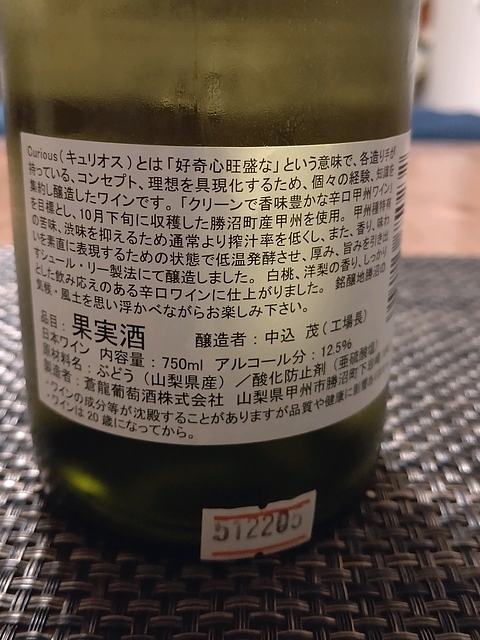 Curious(キュリオス)とは「好奇心旺盛な」という意味で、各造り手が
持っている、コンセプト、理想を具現化するため、個々の経験、知識を
集約し醸造したワインです。「クリーンで香味豊かな辛口甲州ワイン」
を目標とし、10月下旬に収穫した勝沼町産甲州を使用。甲州種特有
の苦味、渋味を抑えるため通常より搾汁率を低くし、また、香り、味わ
いを素直に表現するための状態で低温発酵させ、厚み、旨みを引き出
すシュール・リー製法にて醸造しました。白桃、洋梨の香り、しっかり
とした飲み応えのある辛口ワインに仕上がりました。銘醸地勝沼の
気候・風土を思い浮かべながらお楽しみ下さい。
品目:果実酒 醸造者:中込 茂(工場長)
日本ワイン 内容量:750ml アルコール分:12.5%
原材料名:ぶどう(山梨県産)/酸化防止剤(亜硫酸塩)
製造者:蒼龍葡萄酒株式会社 山梨県甲州市勝沼町下岩崎
・ワインの成分等が沈殿することがありますが品質や健康に影響
・ワインは20歳になってから。
512205